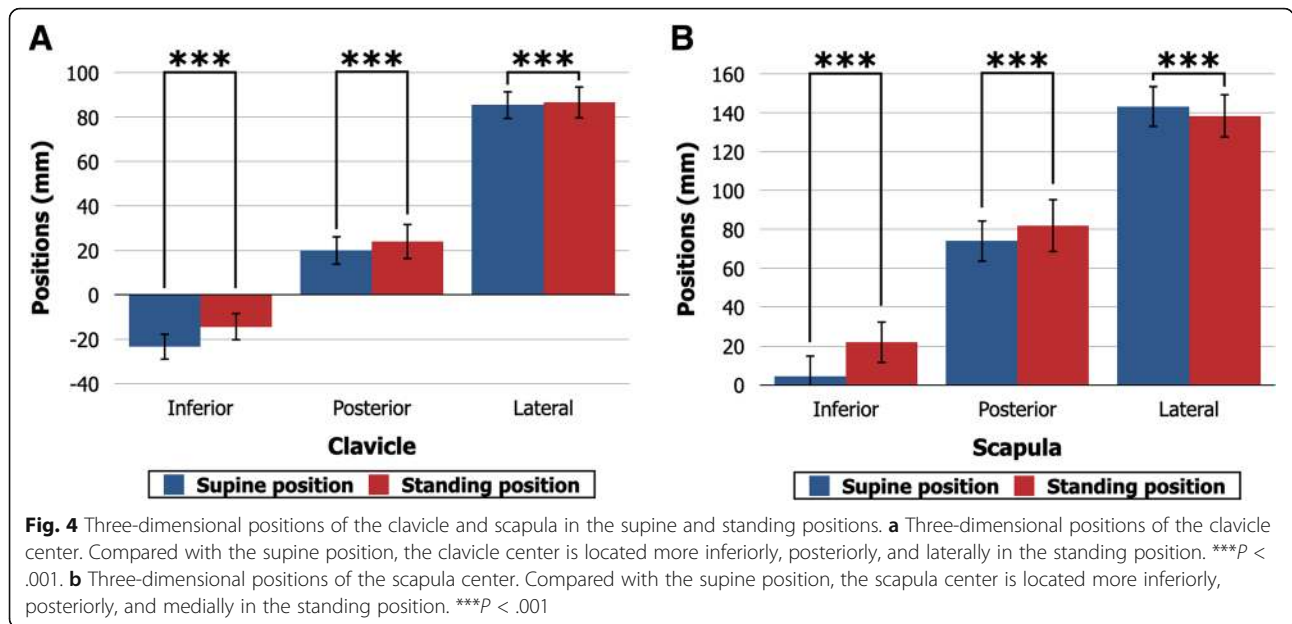 A
***
***
***
100
80
60
40
20
0
-20
-40
Positions (mm)
Inferior
Posterior
Lateral
Clavicle
Supine position
Standing position
B
***
***
***
160
140
120
100
80
60
40
20
0
Positions (mm)
Inferior
Posterior
Lateral
Scapula
Supine position
Standing position
Fig. 4 Three-dimensional positions of the clavicle and scapula in the supine and standing positions. a Three-dimensional positions of the clavicle
center. Compared with the supine position, the clavicle center is located more inferiorly, posteriorly, and laterally in the standing position. ***P <
.001. b Three-dimensional positions of the scapula center. Compared with the supine position, the scapula center is located more inferiorly,
posteriorly, and medially in the standing position. ***P < .001